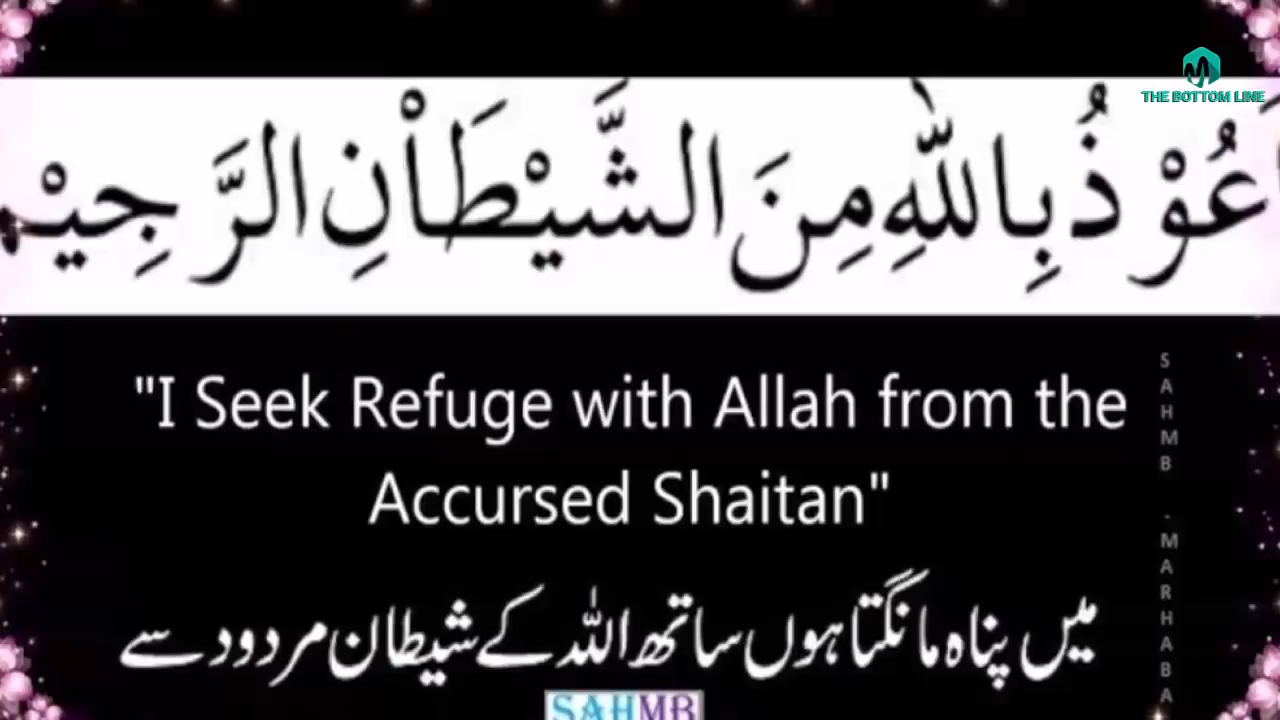 THE BOTTOM LINE
عُوْذُ بِاللّٰهِ مِنَ الشَّيْطَاْنِ الرَّجِيْم
"I Seek Refuge with Allah from the
Accursed Shaitan"
میں پناہ مانگتا ہوں ساتھ اللہ کے شیطان مردود سے
SAHMB
SAHMB - MARHABA